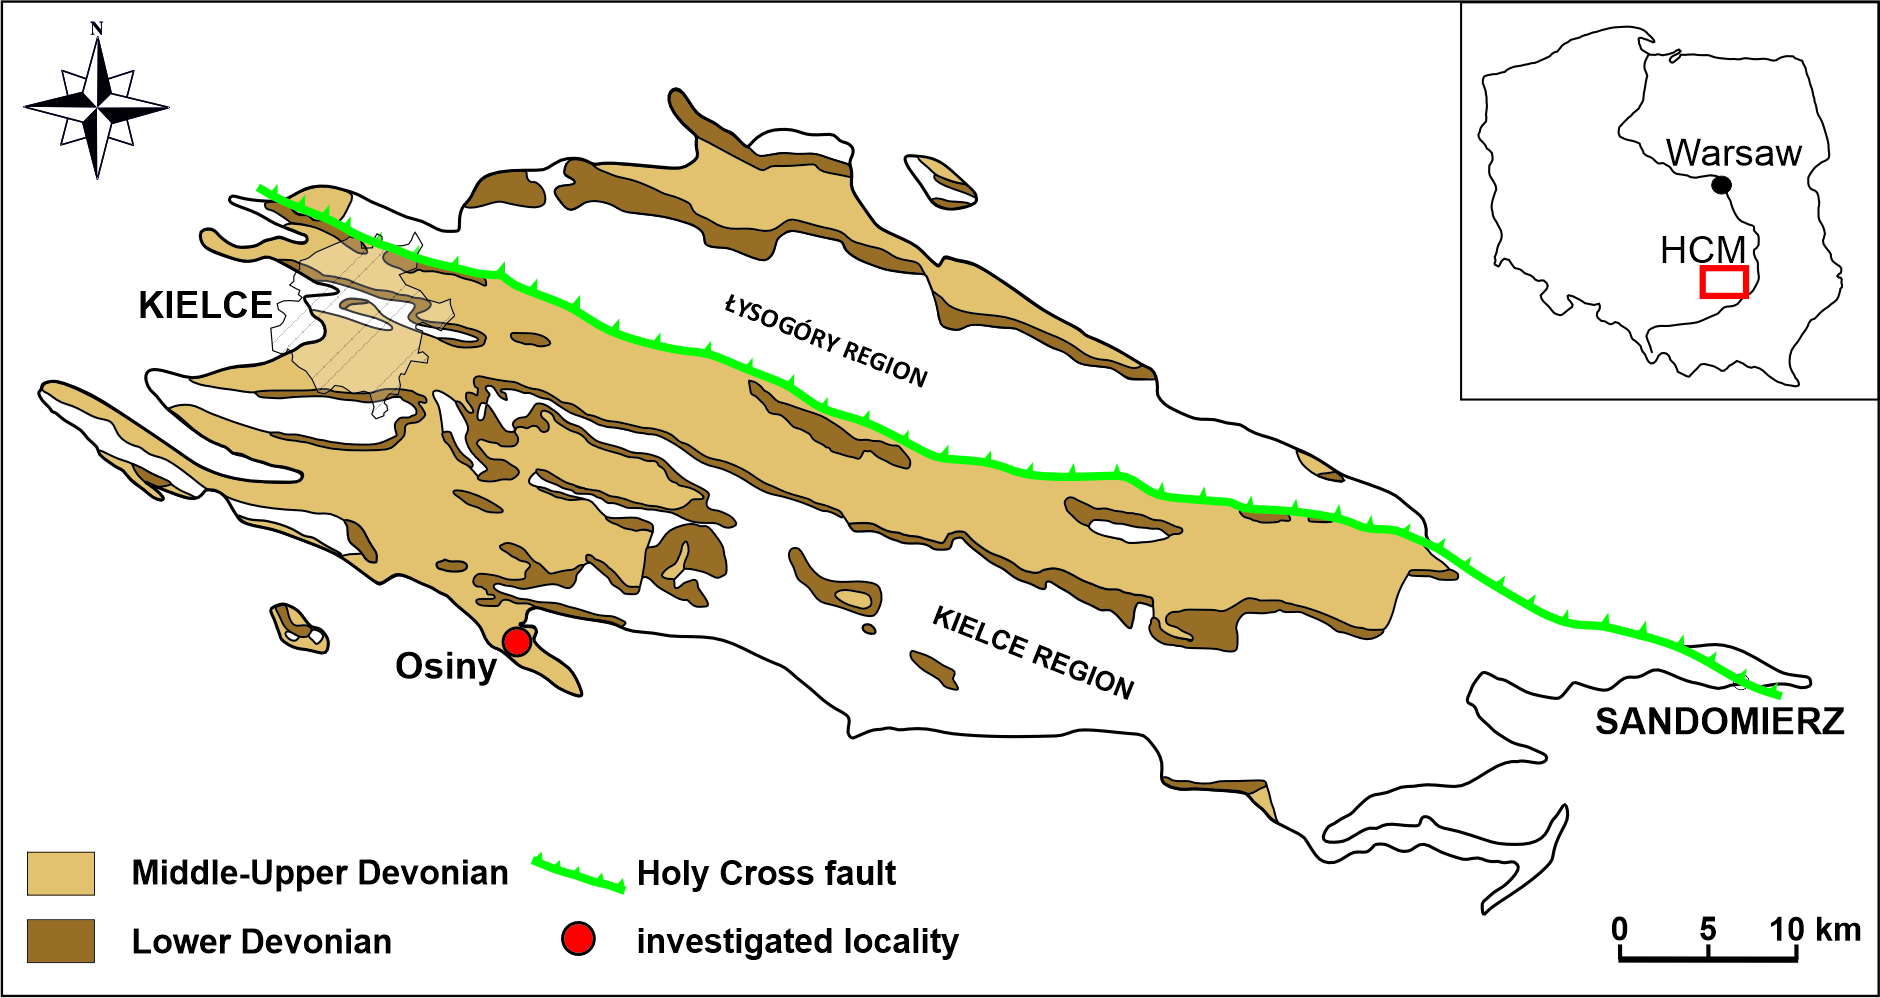 N
Warsaw
HCM
KIELCE
ŁYSOGÓRY REGION
KIELCE REGION
Osiny
SANDOMIERZ
Middle-Upper Devonian
Holy Cross fault
Lower Devonian
investigated locality
0 5 10 km